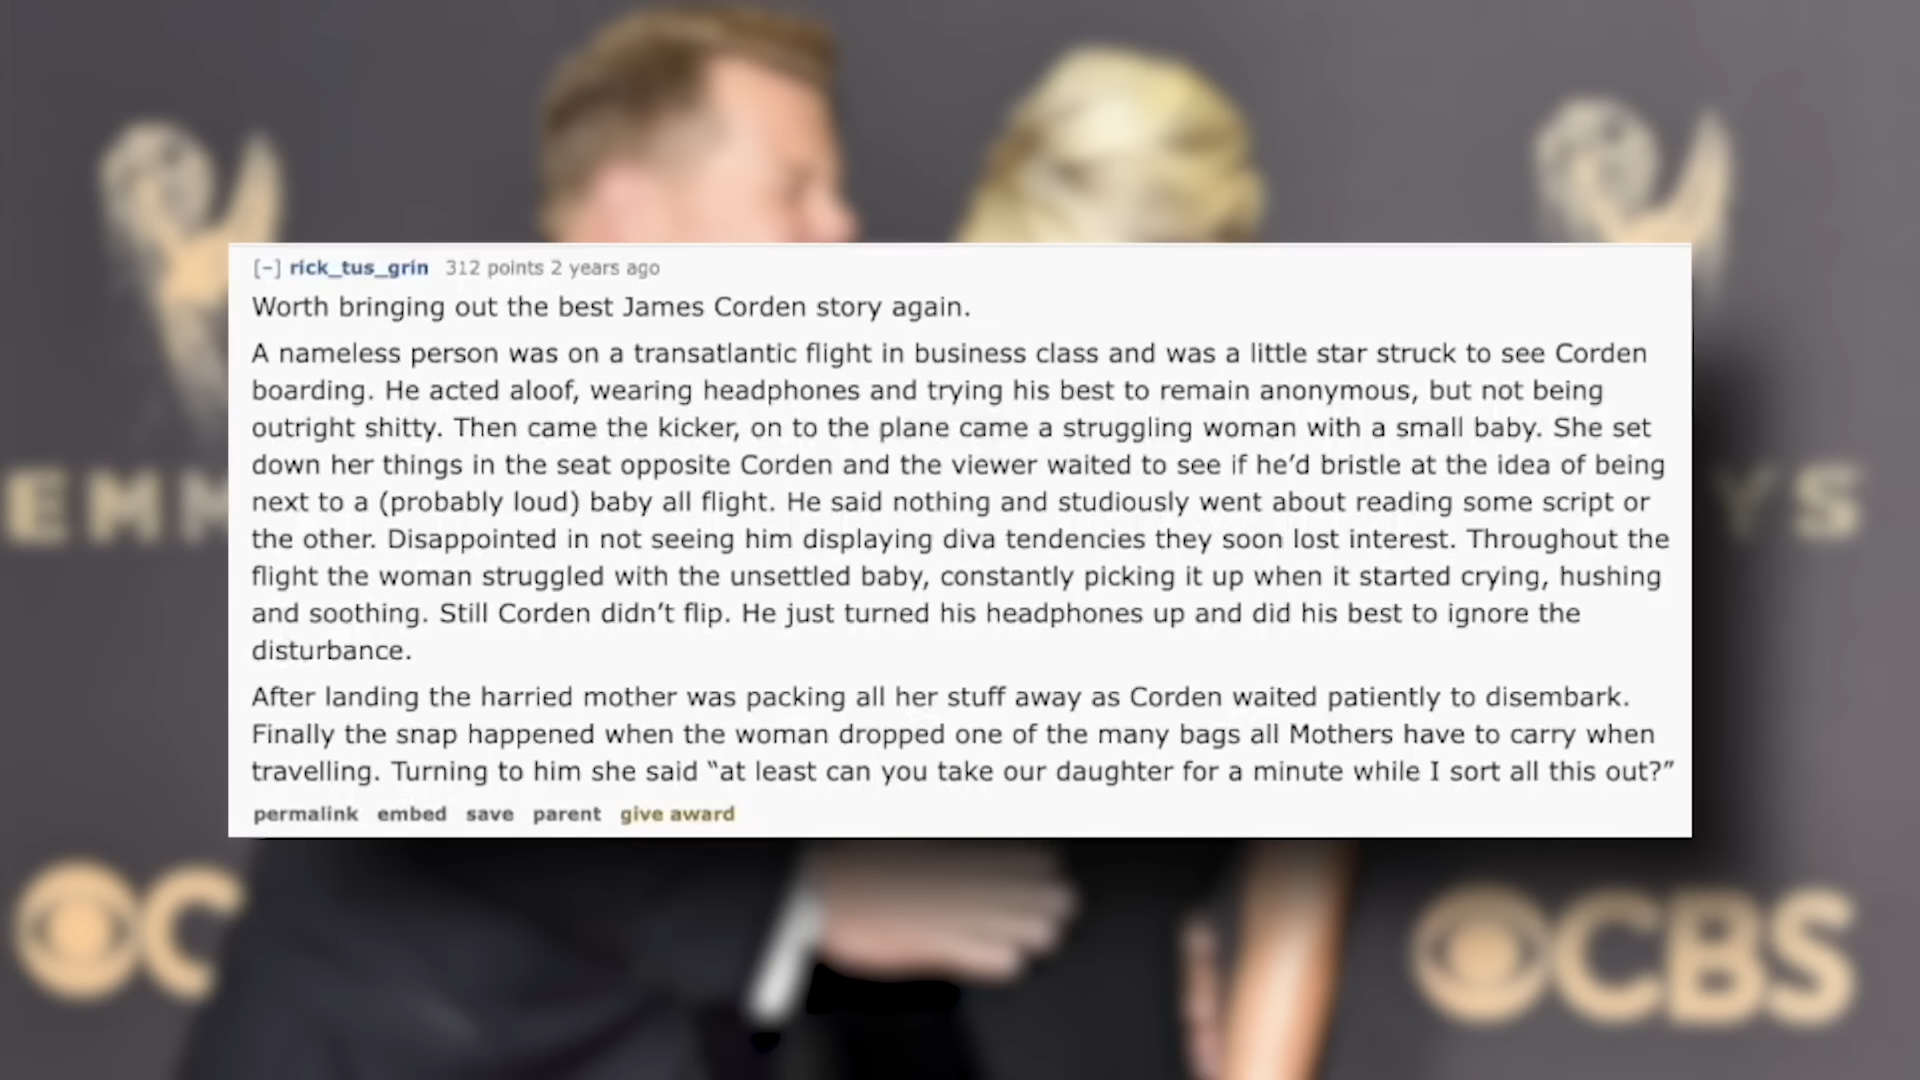 [–] rick_tus_grin 312 points 2 years ago
Worth bringing out the best James Corden story again.
A nameless person was on a transatlantic flight in business class and was a little star struck to see Corden
boarding. He acted aloof, wearing headphones and trying his best to remain anonymous, but not being
outright shitty. Then came the kicker, on to the plane came a struggling woman with a small baby. She set
down her things in the seat opposite Corden and the viewer waited to see if he’d bristle at the idea of being
next to a (probably loud) baby all flight. He said nothing and studiously went about reading some script or
the other. Disappointed in not seeing him displaying diva tendencies they soon lost interest. Throughout the
flight the woman struggled with the unsettled baby, constantly picking it up when it started crying, hushing
and soothing. Still Corden didn’t flip. He just turned his headphones up and did his best to ignore the
disturbance.
After landing the harried mother was packing all her stuff away as Corden waited patiently to disembark.
Finally the snap happened when the woman dropped one of the many bags all Mothers have to carry when
travelling. Turning to him she said “at least can you take our daughter for a minute while I sort all this out?”
permalink embed save parent give award
EMM
YS
C
CBS